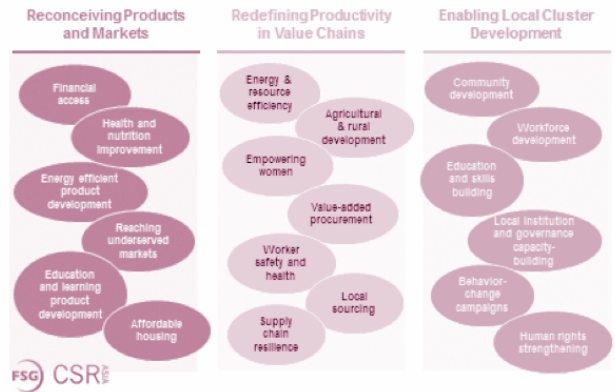 Reconceiving Products
and Markets
Financial
access
Health and
nutrition
improvement
Energy efficient
product
development
Reaching
underserved
markets
Education
and learning
product
development
Affordable
housing
Redefining Productivity
in Value Chains
Energy &
resource
efficiency
Agricultural
& rural
development
Empowering
women
Value-added
procurement
Worker
safety and
health
Local
sourcing
Supply
chain
resilience
Enabling Local Cluster
Development
Community
development
Workforce
development
Education
and skills
building
Local institution
and governance
capacity-
building
Behavior-
change
campaigns
Human rights
strengthening
FSG CSR ASIA